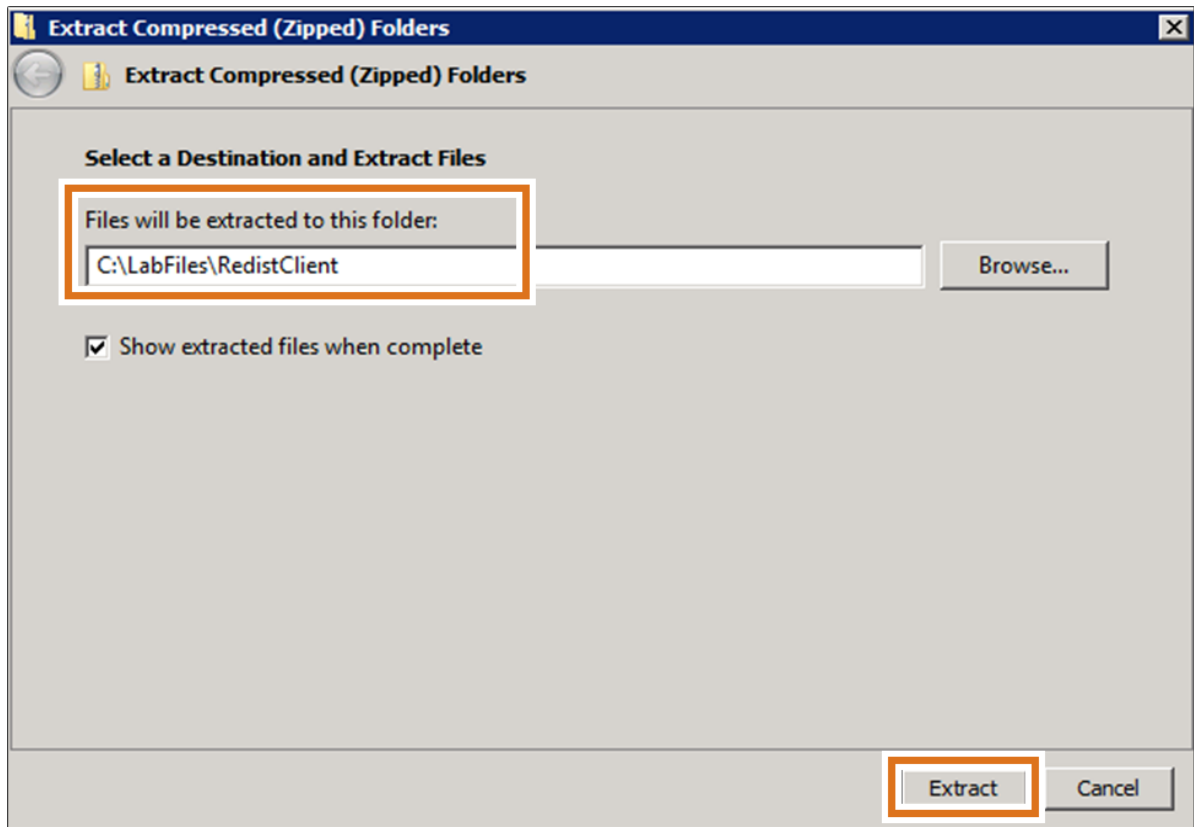 Extract Compressed (Zipped) Folders
Extract Compressed (Zipped) Folders
Select a Destination and Extract Files
Files will be extracted to this folder:
C:\LabFiles\RedistClient
Browse...
Show extracted files when complete
Extract
Cancel